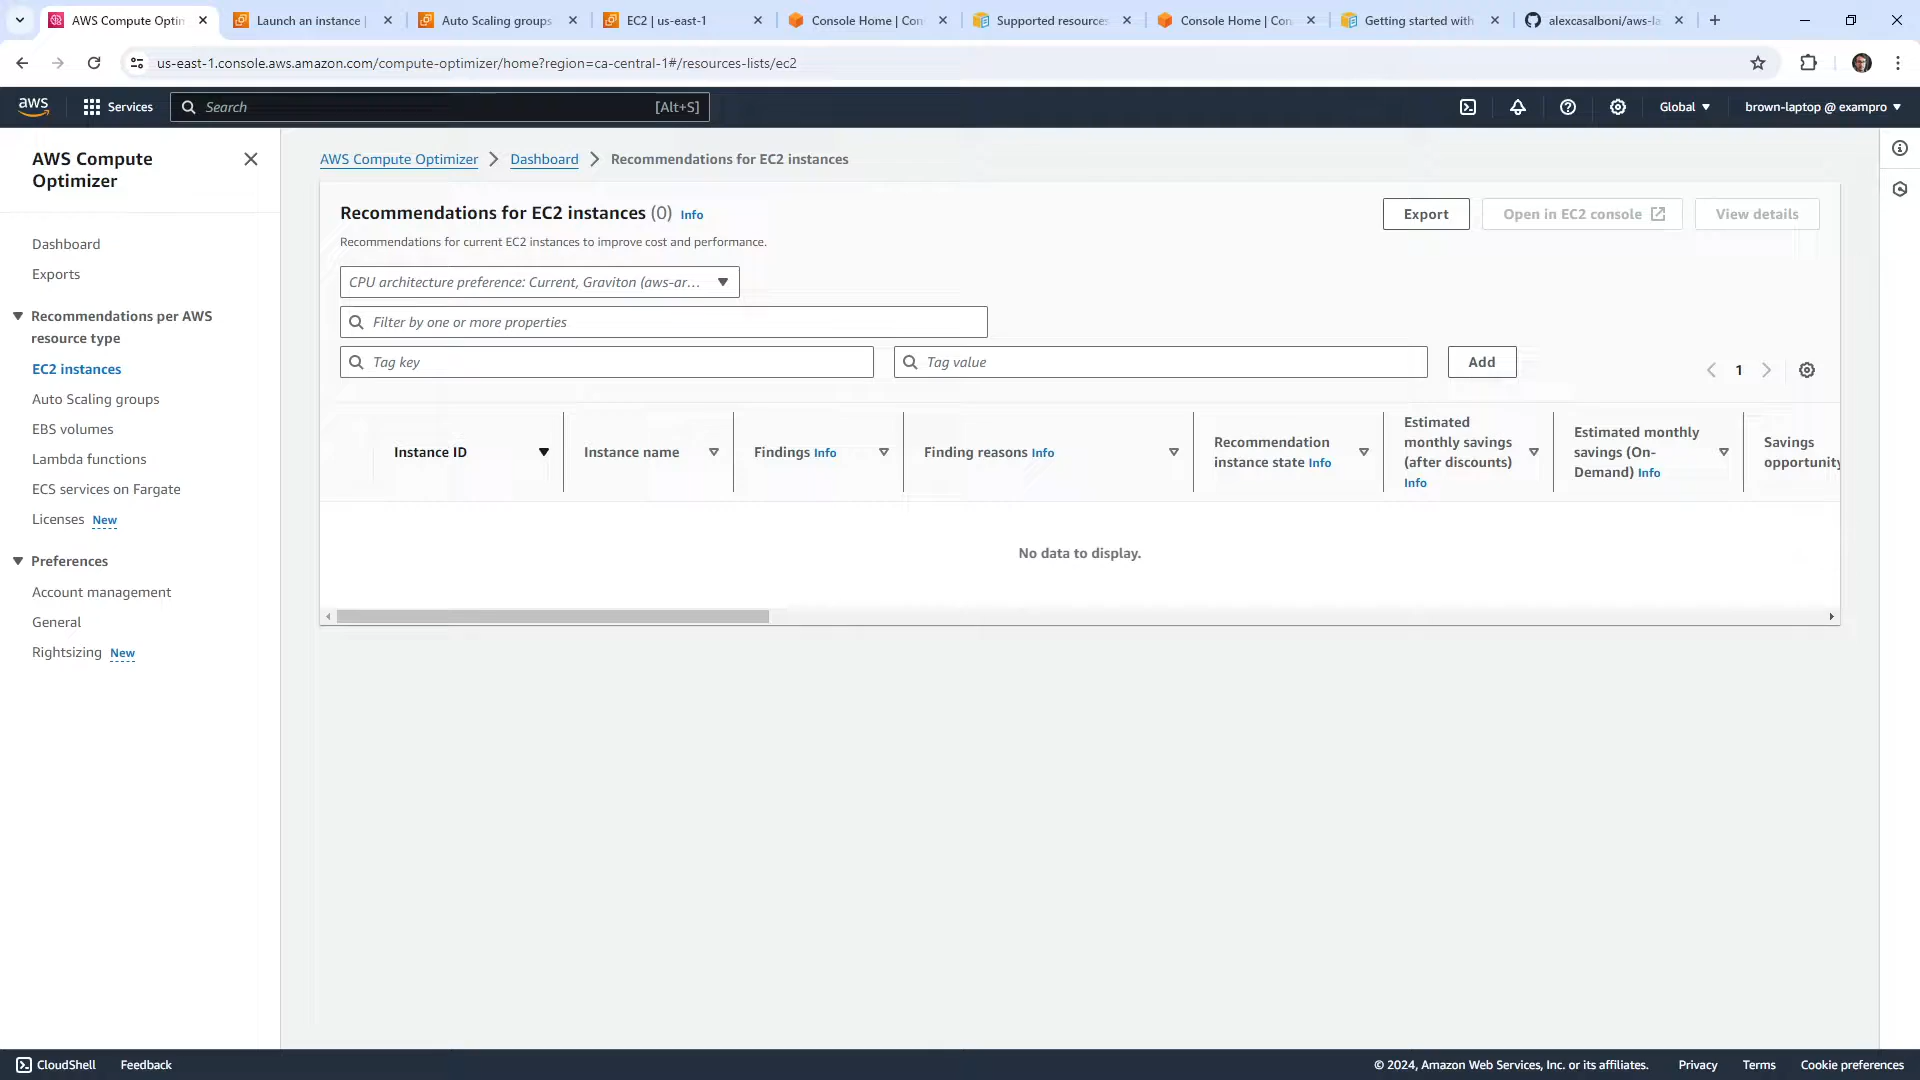 AWS Compute Optim
Launch an instance |
Auto Scaling groups
EC2 | us-east-1
Console Home | Con
Supported resources
Console Home | Con
Getting started with
alexcasalboni/aws-la
us-east-1.console.aws.amazon.com/compute-optimizer/home?region=ca-central-1#/resources-lists/ec2
aws
Services
Search
[Alt+S]
Global
brown-laptop @ exampro
AWS Compute
Optimizer
Dashboard
Exports
Recommendations per AWS
resource type
EC2 instances
Auto Scaling groups
EBS volumes
Lambda functions
ECS services on Fargate
Licenses New
Preferences
Account management
General
Rightsizing New
AWS Compute Optimizer > Dashboard > Recommendations for EC2 instances
Recommendations for EC2 instances (0) Info
Recommendations for current EC2 instances to improve cost and performance.
Export
Open in EC2 console
View details
CPU architecture preference: Current, Graviton (aws-ar...
Filter by one or more properties
Tag key
Tag value
Add
1
Instance ID
Instance name
Findings Info
Finding reasons Info
Recommendation
instance state Info
Estimated
monthly savings
(after discounts)
Info
Estimated monthly
savings (On-
Demand) Info
Savings
opportunity
No data to display.
CloudShell
Feedback
© 2024, Amazon Web Services, Inc. or its affiliates.
Privacy
Terms
Cookie preferences